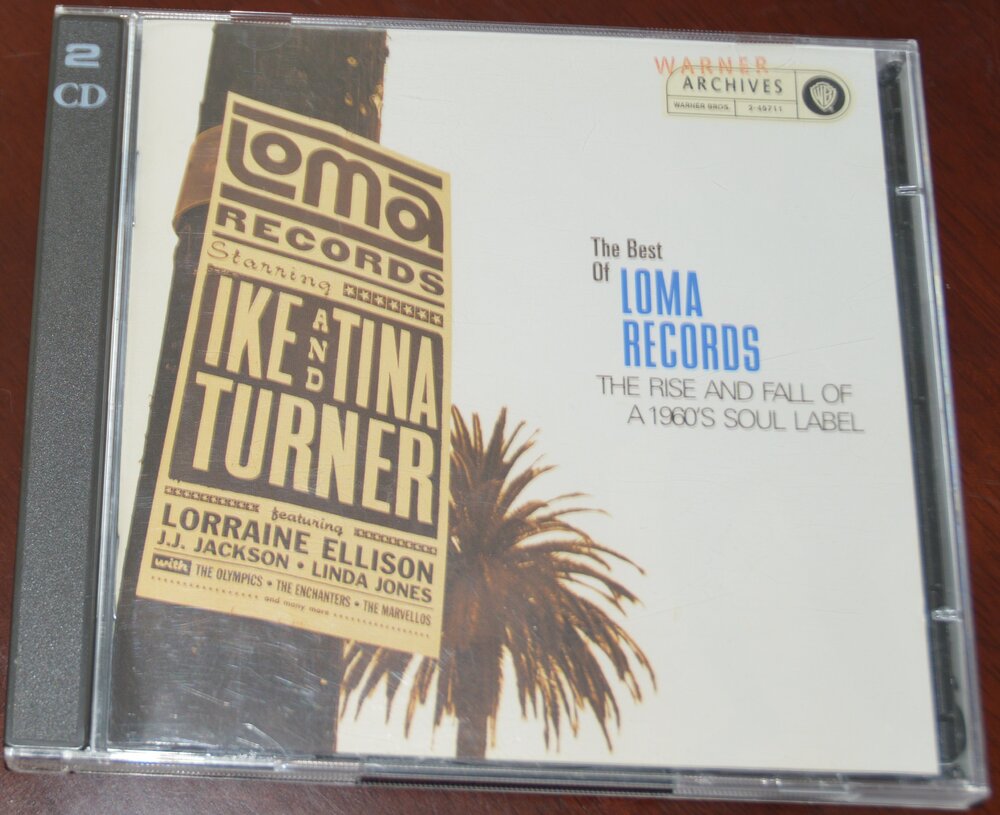 2
CD
WARNER
ARCHIVES
WARNER BROS. 2-45711
WB
The Best
Of LOMA
RECORDS
THE RISE AND FALL OF
A 1960'S SOUL LABEL
Loma
RECORDS
Starring
IKE AND TINA
TURNER
featuring
LORRAINE ELLISON
J.J. JACKSON • LINDA JONES
with THE OLYMPICS • THE ENCHANTERS • THE MARVELLOS
and many more